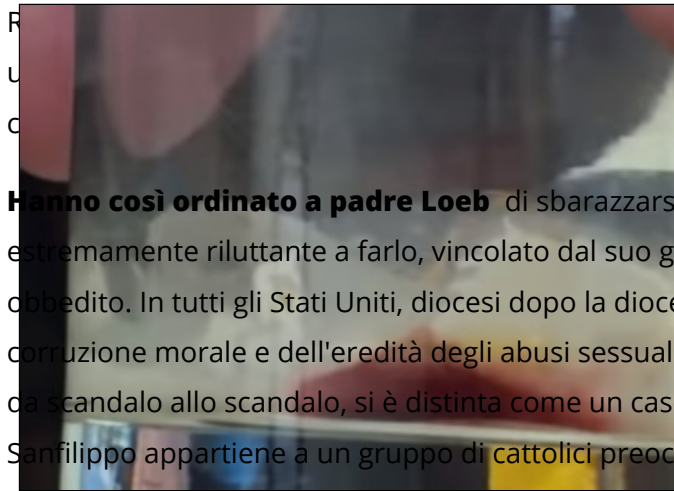 Hanno così ordinato a padre Loeb di sbarazzars
estremamente riluttante a farlo, vincolato dal suo g
obbedito. In tutti gli Stati Uniti, diocesi dopo la dioce
corruzione morale e dell'eredità degli abusi sessual
da scandalo allo scandalo, si è distinta come un cas
Sanfilippo appartiene a un gruppo di cattolici preoc